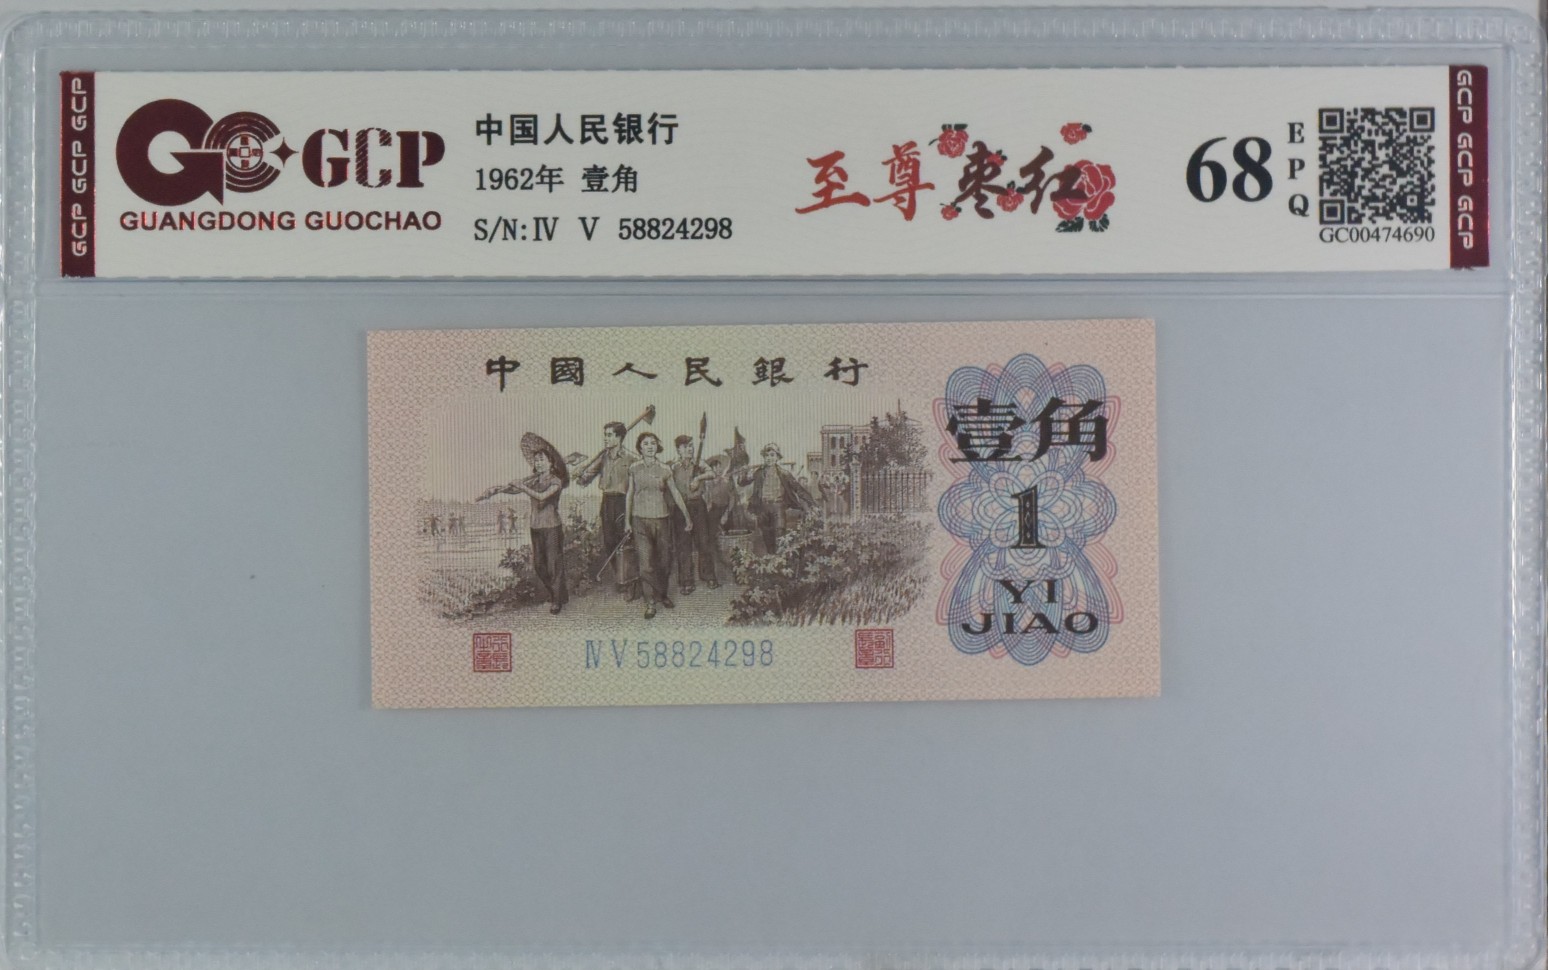 GCP GCP GCP
GCP
GUANGDONG GUOCHAO
中国人民银行
1962年 壹角
S/N:Ⅳ Ⅴ 58824298
至尊枣红
68
EPQ
GC00474690
GCP GCP GCP
中國人民銀行
壹角
1
YI
JIAO
ⅣⅤ58824298